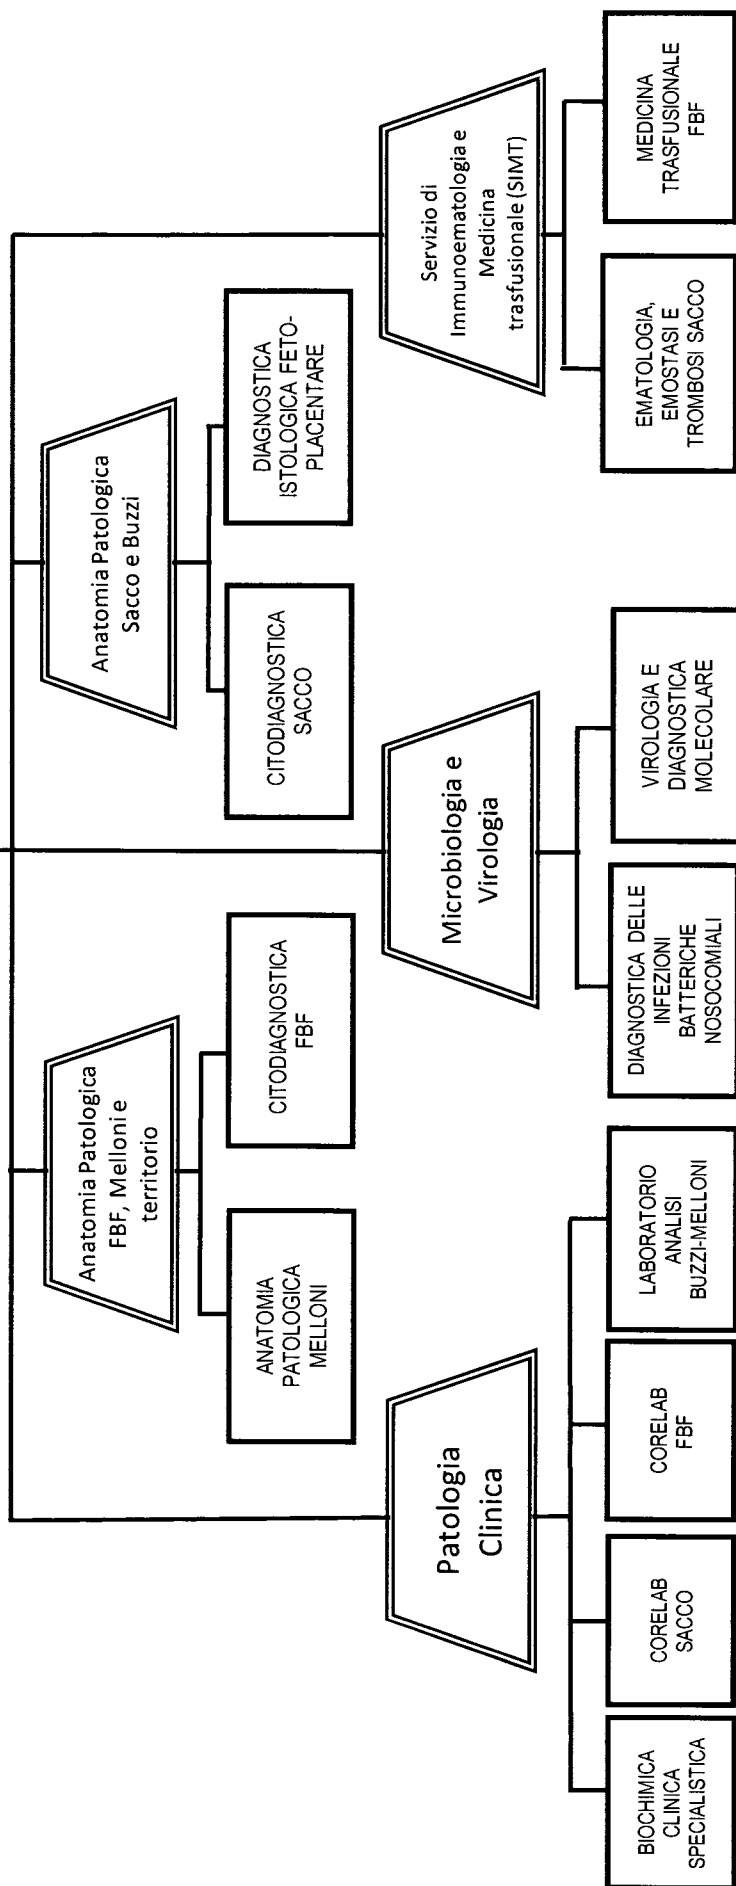 Anatomia Patologica
FBF, Melloni e
territorio
Anatomia Patologica
Sacco e Buzzi
ANATOMIA
PATOLOGICA
MELLONI
CITODIAGNOSTICA
FBF
CITODIAGNOSTICA
SACCO
DIAGNOSTICA
ISTOLOGICA FETO-
PLACENTARE
Patologia
Clinica
Microbiologia e
Virologia
Servizio di
Immunoematologia e
Medicina
trasfusionale (SIMT)
BIOCHIMICA
CLINICA
SPECIALISTICA
CORELAB
SACCO
CORELAB
FBF
LABORATORIO
ANALISI
BUZZI-MELLONI
DIAGNOSTICA DELLE
INFEZIONI
BATTERICHE
NOSOCOMIALI
VIROLOGIA E
DIAGNOSTICA
MOLECOLARE
EMATOLOGIA,
EMOSTASI E
TROMBOSI SACCO
MEDICINA
TRASFUSIONALE
FBF